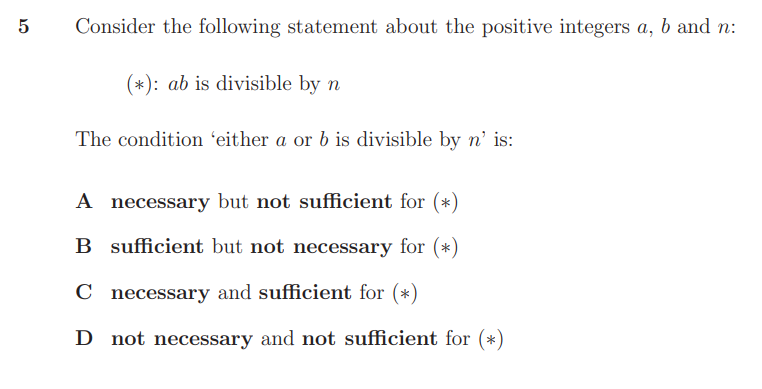 5 Consider the following statement about the positive integers a, b and n:
(∗): ab is divisible by n
The condition ‘either a or b is divisible by n’ is:
A necessary but not sufficient for (∗)
B sufficient but not necessary for (∗)
C necessary and sufficient for (∗)
D not necessary and not sufficient for (∗)